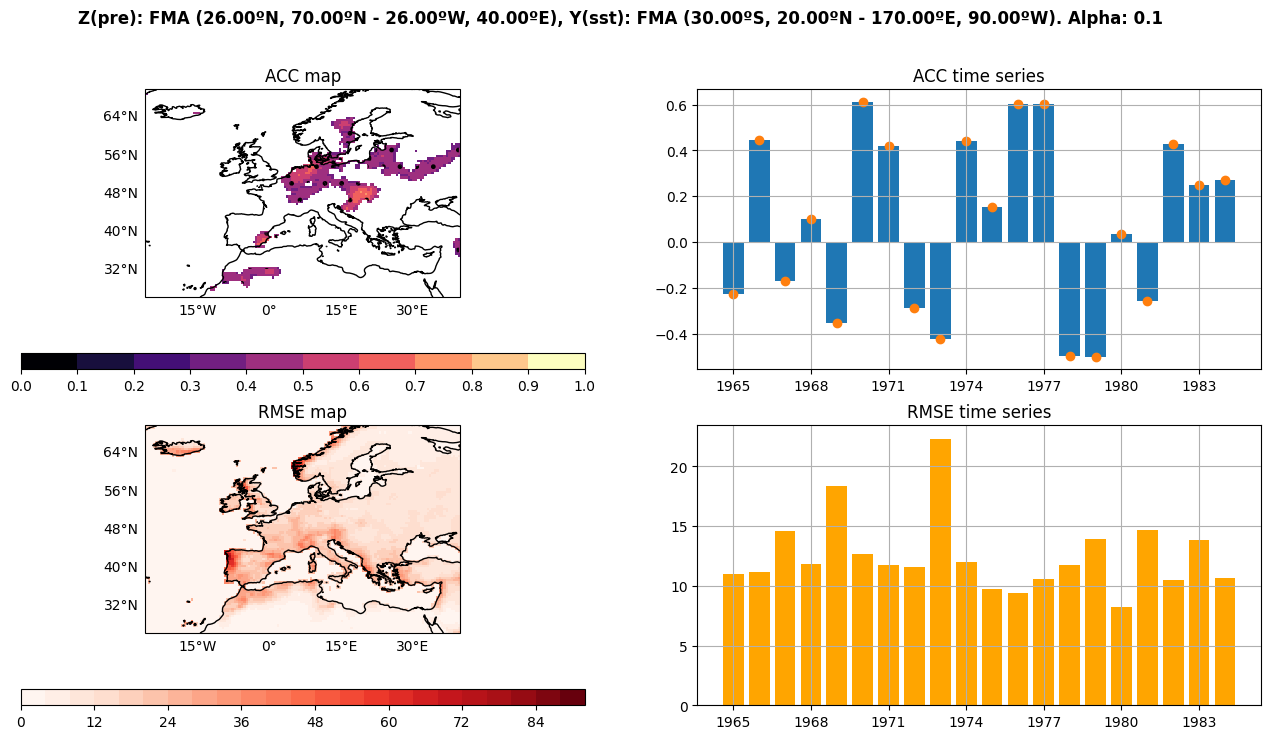 Z(pre): FMA (26.00ºN, 70.00ºN - 26.00ºW, 40.00ºE), Y(sst): FMA (30.00ºS, 20.00ºN - 170.00ºE, 90.00ºW). Alpha: 0.1
ACC map
64°N
56°N
48°N
40°N
32°N
15°W 0° 15°E 30°E
0.0 0.1 0.2 0.3 0.4 0.5 0.6 0.7 0.8 0.9 1.0
ACC time series
0.6
0.4
0.2
0.0
−0.2
−0.4
1965 1968 1971 1974 1977 1980 1983
RMSE map
64°N
56°N
48°N
40°N
32°N
15°W 0° 15°E 30°E
0 12 24 36 48 60 72 84
RMSE time series
20
15
10
5
0
1965 1968 1971 1974 1977 1980 1983